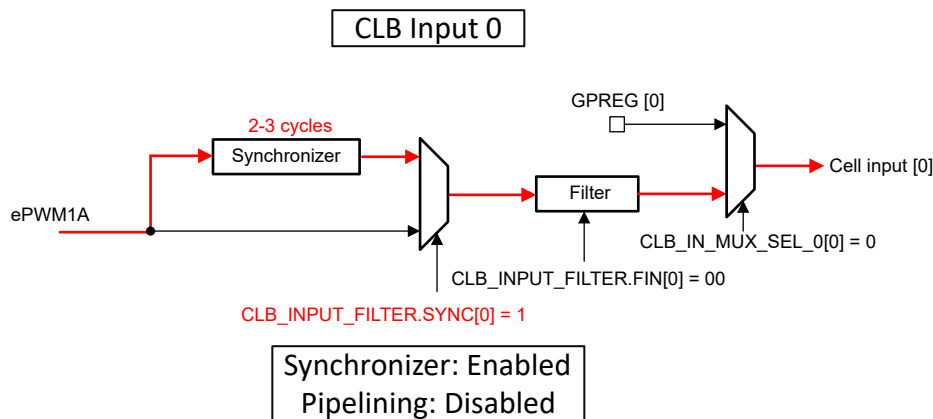 CLB Input 0
GPREG [0]
2-3 cycles
Synchronizer
Cell input [0]
Filter
ePWM1A
CLB_IN_MUX_SEL_0[0] = 0
CLB_INPUT_FILTER.FIN[0] = 00
CLB_INPUT_FILTER.SYNC[0] = 1
Synchronizer: Enabled
Pipelining: Disabled